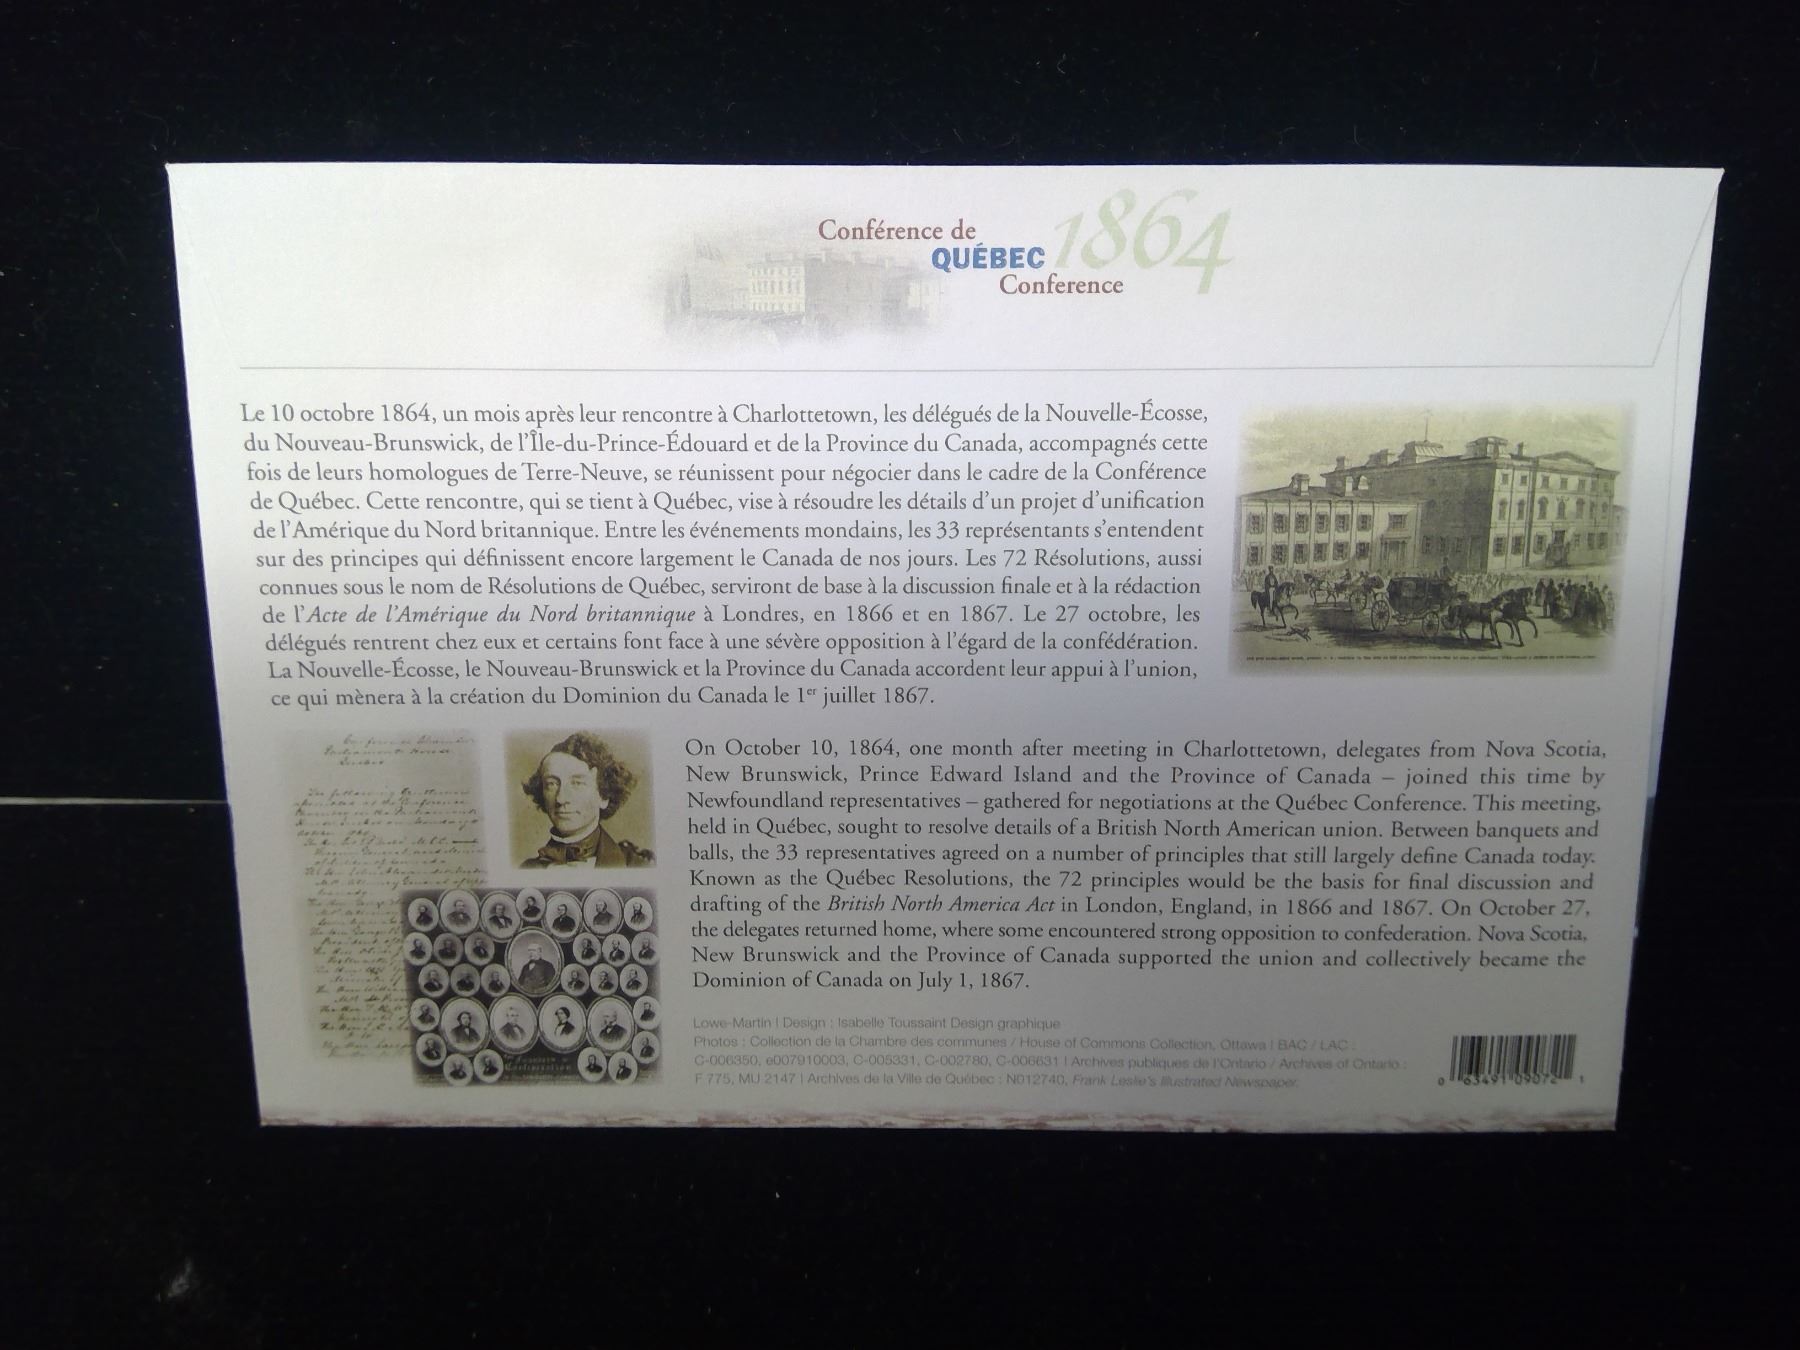 Conférence de
QUÉBEC 1864
Conference
Le 10 octobre 1864, un mois après leur rencontre à Charlottetown, les délégués de la Nouvelle-Écosse,
du Nouveau-Brunswick, de l'Île-du-Prince-Édouard et de la Province du Canada, accompagnés cette
fois de leurs homologues de Terre-Neuve, se réunissent pour négocier dans le cadre de la Conférence
de Québec. Cette rencontre, qui se tient à Québec, vise à résoudre les détails d'un projet d'unification
de l'Amérique du Nord britannique. Entre les événements mondains, les 33 représentants s'entendent
sur des principes qui définissent encore largement le Canada de nos jours. Les 72 Résolutions, aussi
connues sous le nom de Résolutions de Québec, serviront de base à la discussion finale et à la rédaction
de l'Acte de l'Amérique du Nord britannique à Londres, en 1866 et en 1867. Le 27 octobre, les
délégués rentrent chez eux et certains font face à une sévère opposition à l'égard de la confédération.
La Nouvelle-Écosse, le Nouveau-Brunswick et la Province du Canada accordent leur appui à l'union,
ce qui mènera à la création du Dominion du Canada le 1er juillet 1867.
On October 10, 1864, one month after meeting in Charlottetown, delegates from Nova Scotia,
New Brunswick, Prince Edward Island and the Province of Canada – joined this time by
Newfoundland representatives – gathered for negotiations at the Québec Conference. This meeting,
held in Québec, sought to resolve details of a British North American union. Between banquets and
balls, the 33 representatives agreed on a number of principles that still largely define Canada today.
Known as the Québec Resolutions, the 72 principles would be the basis for final discussion and
drafting of the British North America Act in London, England, in 1866 and 1867. On October 27,
the delegates returned home, where some encountered strong opposition to confederation. Nova Scotia,
New Brunswick and the Province of Canada supported the union and collectively became the
Dominion of Canada on July 1, 1867.
Lowe-Martin | Design : Isabelle Toussaint Design graphique
Photos : Collection de la Chambre des communes / House of Commons Collection, Ottawa | BAC / LAC :
C-006350, e007910003, C-005331, C-002780, C-006631 | Archives publiques de l'Ontario / Archives of Ontario :
F 775, MU 2147 | Archives de la Ville de Québec : N012740, Frank Leslie's Illustrated Newspaper.
0 63491 09072 1
Conference Chamber
Parliament House
Quebec
Confederation